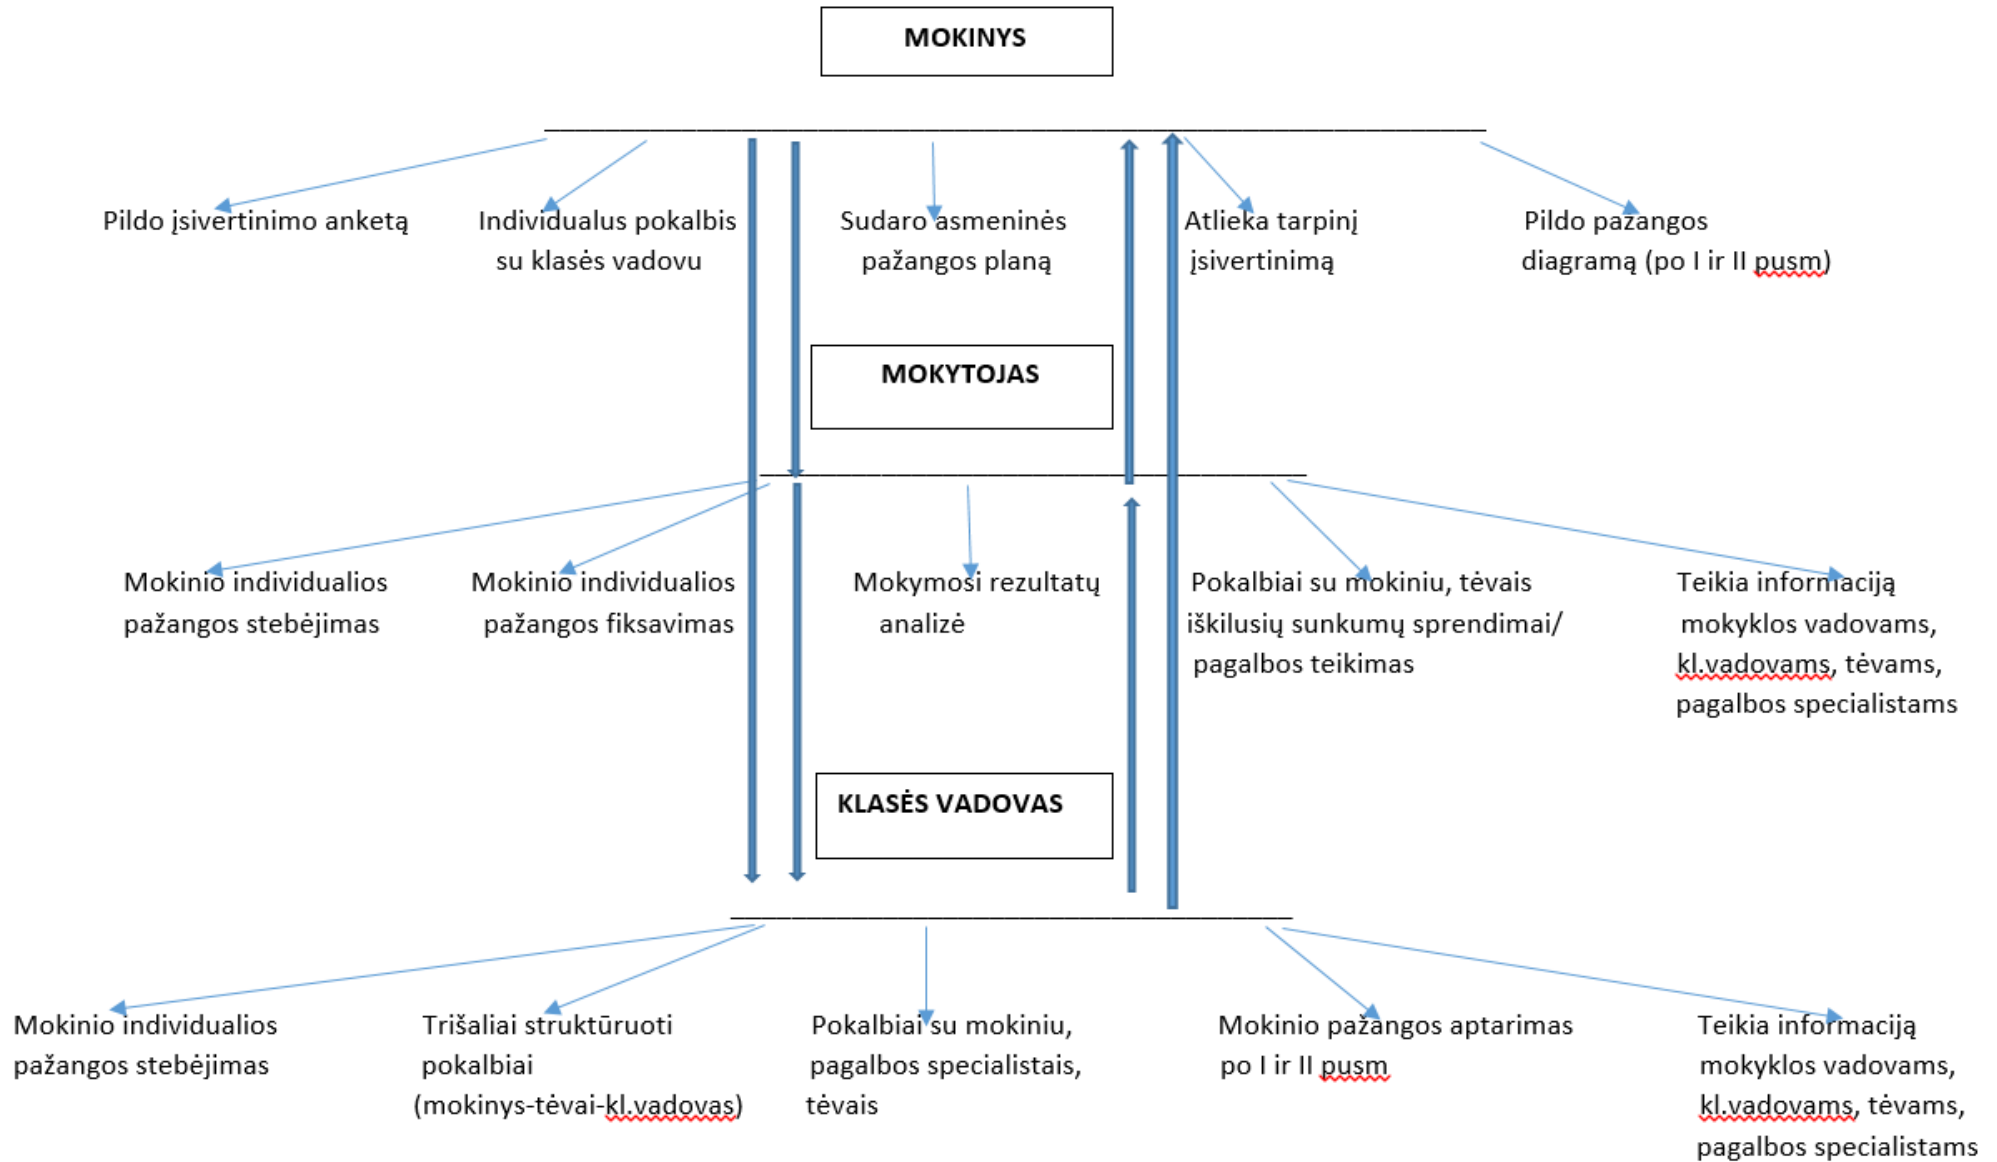 MOKINYS
Pildo įsivertinimo anketą
Individualus pokalbis
su klasės vadovu
Sudaro asmeninės
pažangos planą
Atlieka tarpinį
įsivertinimą
Pildo pažangos
diagramą (po I ir II pusm)
MOKYTOJAS
Mokinio individualios
pažangos stebėjimas
Mokinio individualios
pažangos fiksavimas
Mokymosi rezultatų
analizė
Pokalbiai su mokiniu, tėvais
iškilusių sunkumų sprendimai/
pagalbos teikimas
Teikia informaciją
mokyklos vadovams,
kl.vadovams, tėvams,
pagalbos specialistams
KLASĖS VADOVAS
Mokinio individualios
pažangos stebėjimas
Trišaliai struktūruoti
pokalbiai
(mokinys-tėvai-kl.vadovas)
Pokalbiai su mokiniu,
pagalbos specialistais,
tėvais
Mokinio pažangos aptarimas
po I ir II pusm
Teikia informaciją
mokyklos vadovams,
kl.vadovams, tėvams,
pagalbos specialistams